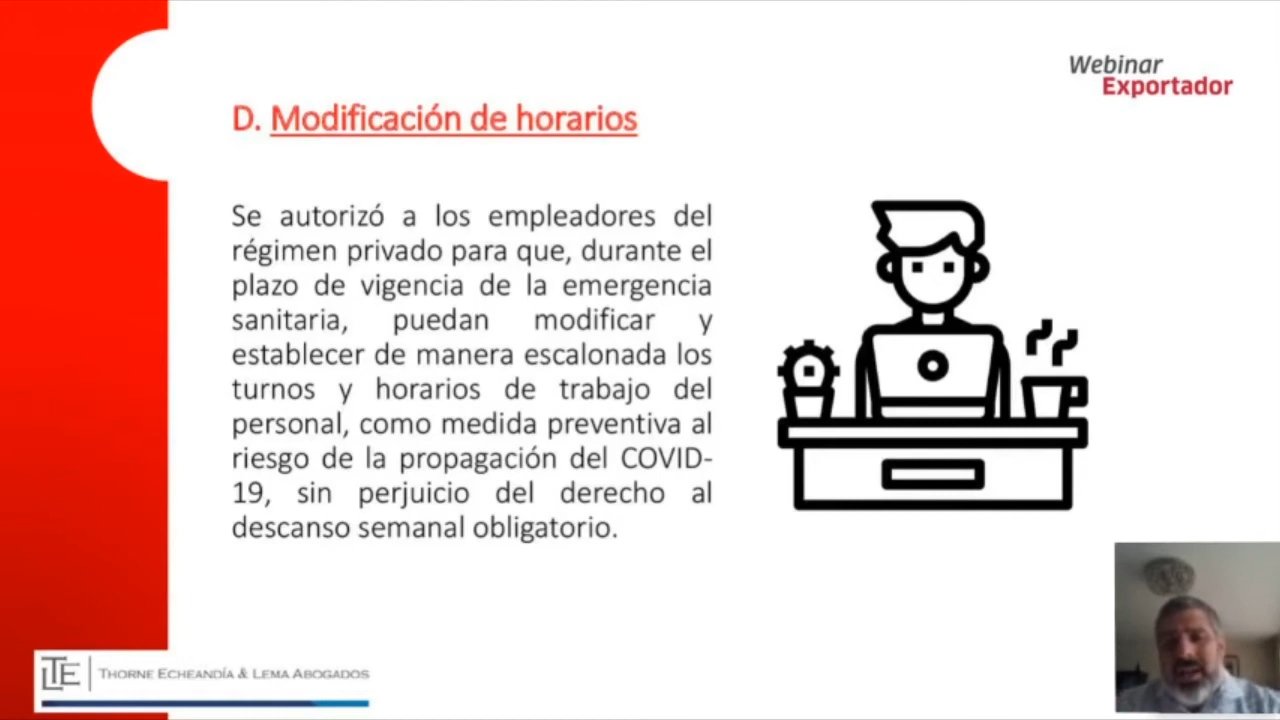 Webinar
Exportador
D. Modificación de horarios
Se autorizó a los empleadores del
régimen privado para que, durante el
plazo de vigencia de la emergencia
sanitaria, puedan modificar y
establecer de manera escalonada los
turnos y horarios de trabajo del
personal, como medida preventiva al
riesgo de la propagación del COVID-
19, sin perjuicio del derecho al
descanso semanal obligatorio.
LTE THORNE ECHEANDÍA & LEMA ABOGADOS